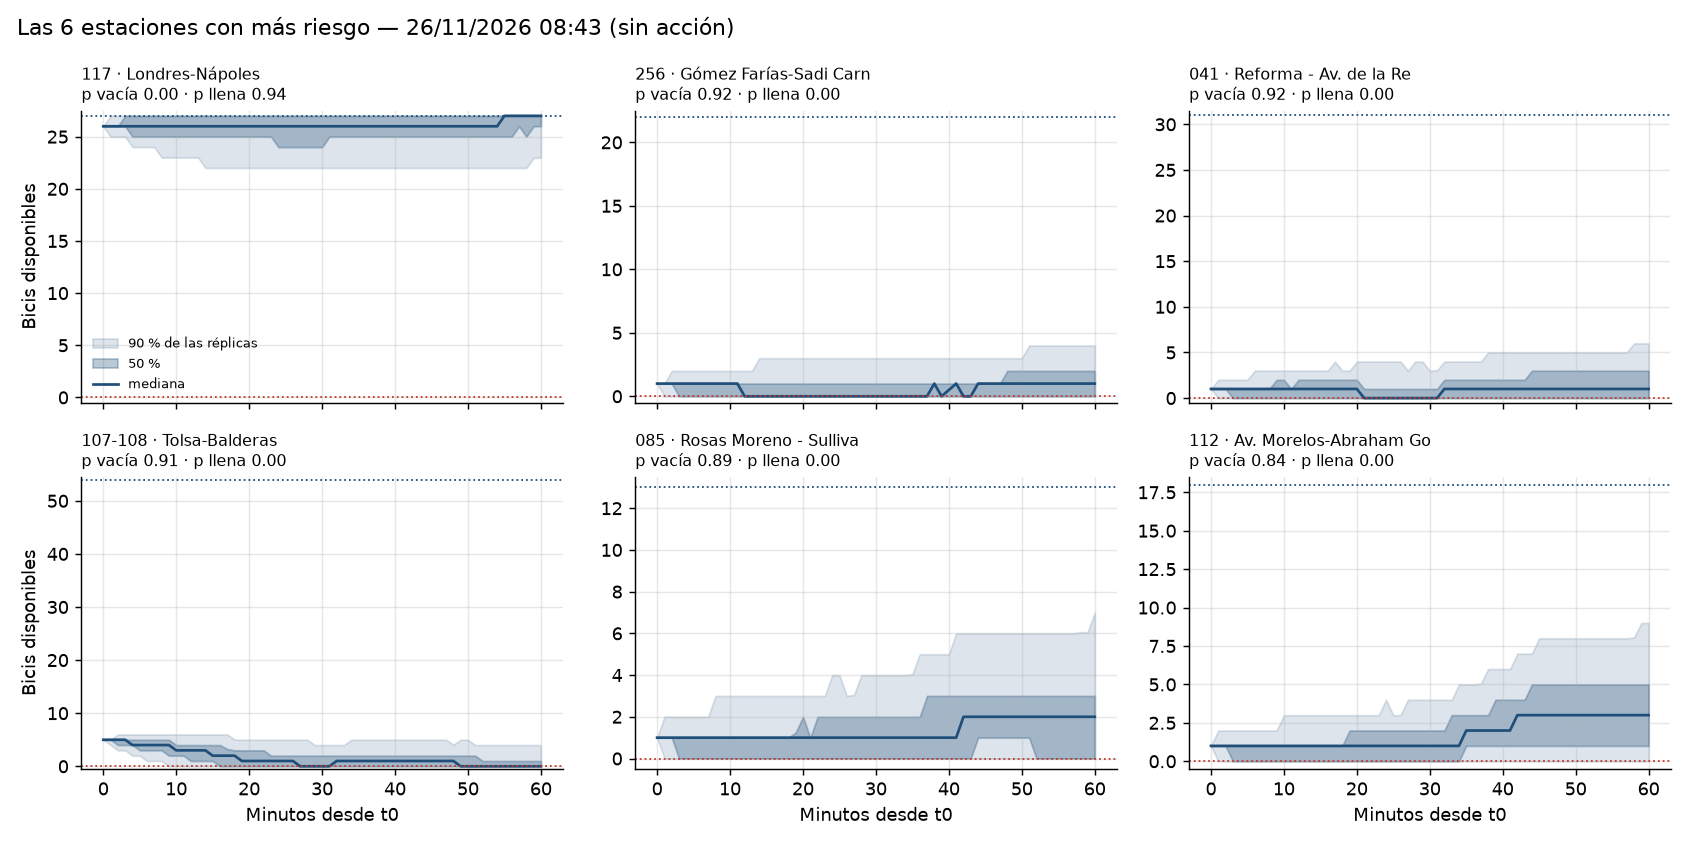 Las 6 estaciones con más riesgo — 26/11/2026 08:43 (sin acción)
117 · Londres-Nápoles
p vacía 0.00 · p llena 0.94
25
20
15
10
5
0
Bicis disponibles
90 % de las réplicas
50 %
mediana
256 · Gómez Farías-Sadi Carn
p vacía 0.92 · p llena 0.00
20
15
10
5
0
041 · Reforma - Av. de la Re
p vacía 0.92 · p llena 0.00
30
25
20
15
10
5
0
107-108 · Tolsa-Balderas
p vacía 0.91 · p llena 0.00
50
40
30
20
10
0
Bicis disponibles
0 10 20 30 40 50 60
Minutos desde t0
085 · Rosas Moreno - Sulliva
p vacía 0.89 · p llena 0.00
12
10
8
6
4
2
0
0 10 20 30 40 50 60
Minutos desde t0
112 · Av. Morelos-Abraham Go
p vacía 0.84 · p llena 0.00
17.5
15.0
12.5
10.0
7.5
5.0
2.5
0.0
0 10 20 30 40 50 60
Minutos desde t0